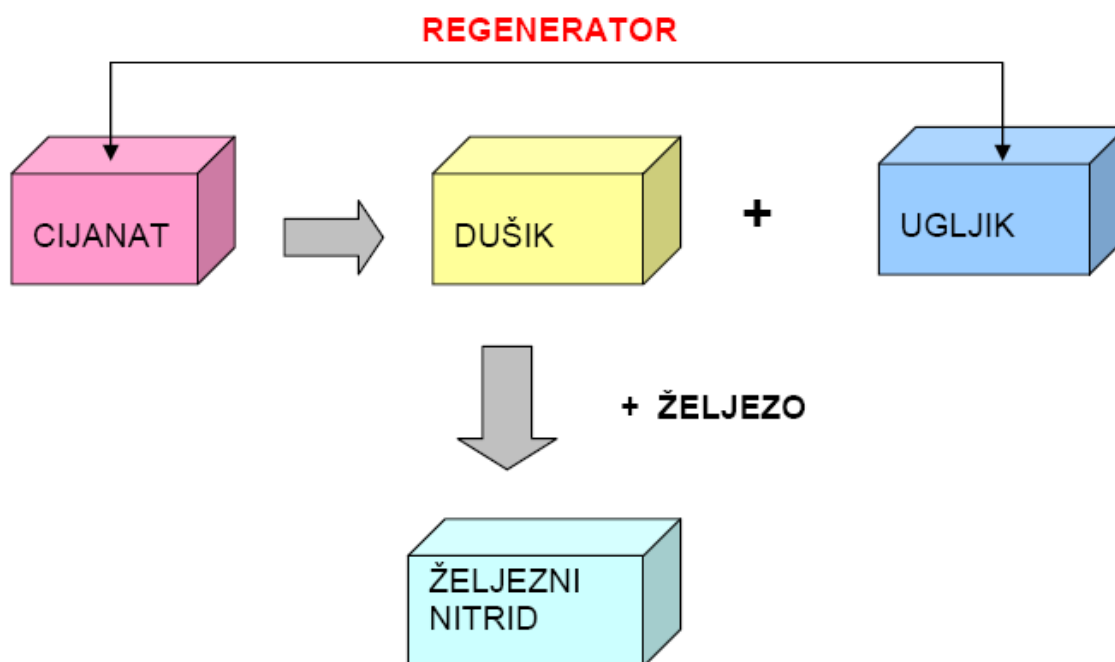 REGENERATOR
CIJANAT
DUŠIK
+
UGLJIK
+ ŽELJEZO
ŽELJEZNI
NITRID